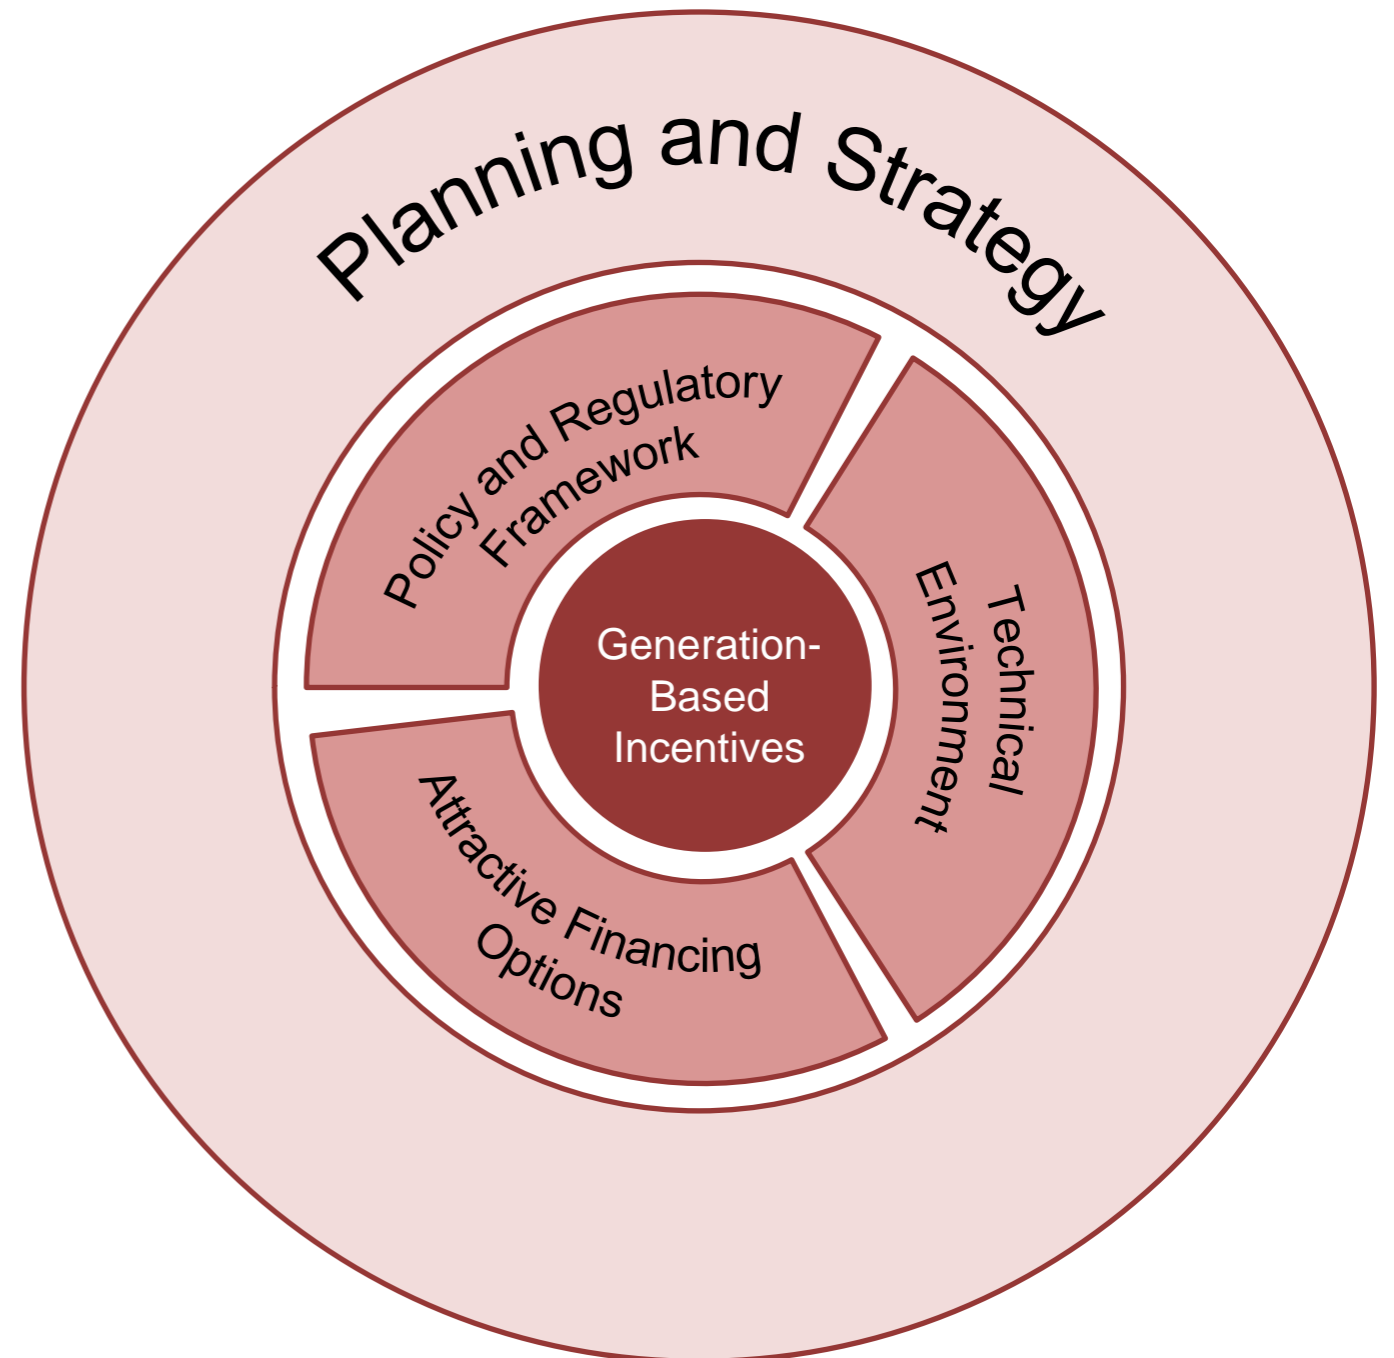 Planning and Strategy
Policy and Regulatory
Framework
Technical
Environment
Generation-
Based
Incentives
Attractive Financing
Options